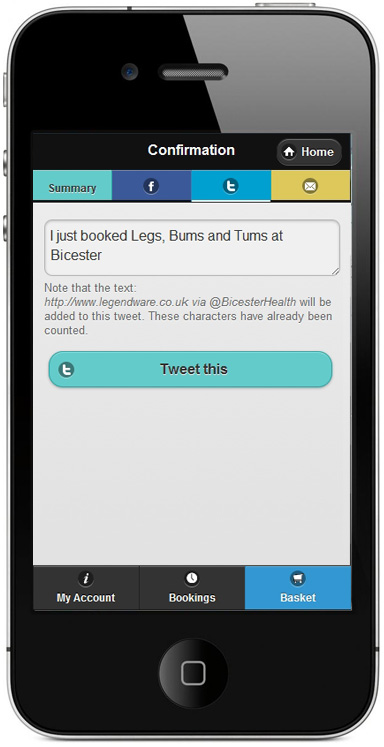 Confirmation
Home
Summary
I just booked Legs, Bums and Tums at
Bicester
Note that the text:
http://www.legendware.co.uk via @BicesterHealth will be
added to this tweet. These characters have already been
counted.
Tweet this
My Account
Bookings
Basket